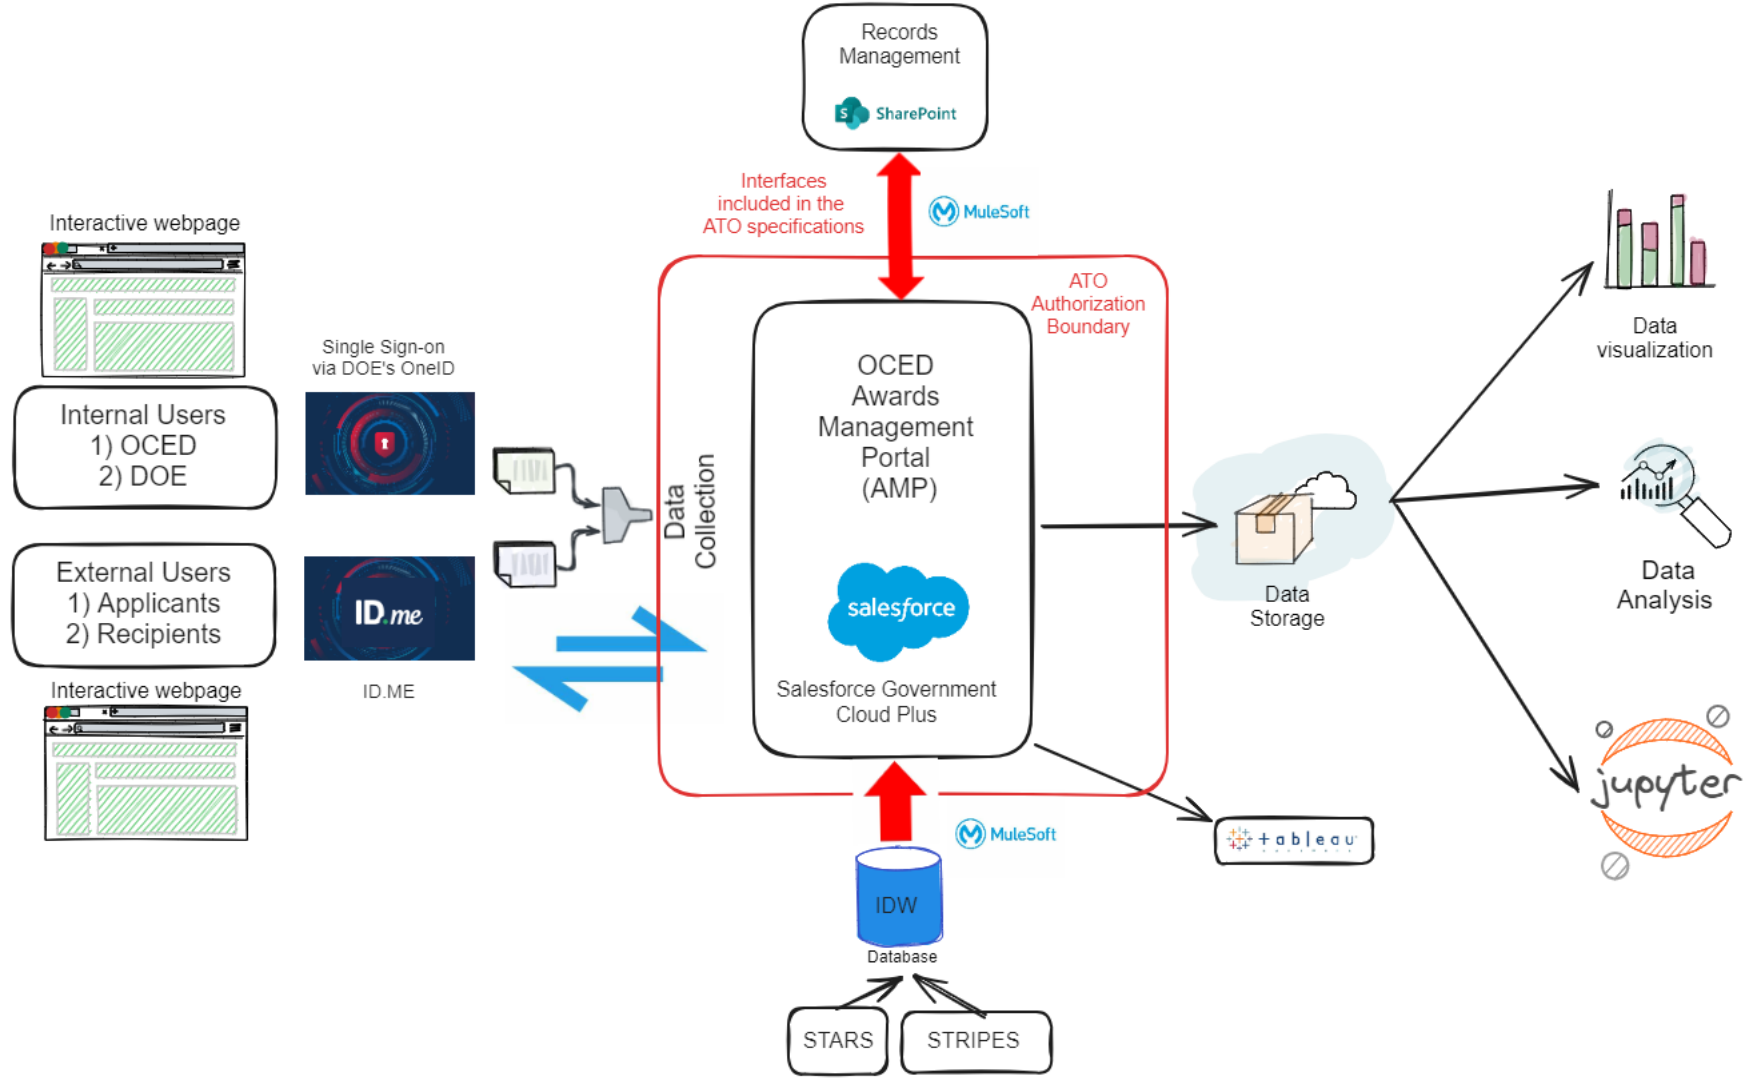 Records
Management
SharePoint
Interfaces
included in the
ATO specifications)
MuleSoft
Interactive webpage
ATO
Authorization
Boundary)
Single Sign-on
via DOE's OneID
Internal Users
1) OCED
2) DOE
External Users
1) Applicants
2) Recipients
ID.me
ID.ME
Interactive webpage
Data
Collection
OCED
Awards
Management
Portal
(AMP)
salesforce
Salesforce Government
Cloud Plus
Data
Storage
Data
visualization
Data
Analysis
jupyter
tableau
MuleSoft
IDW
Database
STARS
STRIPES